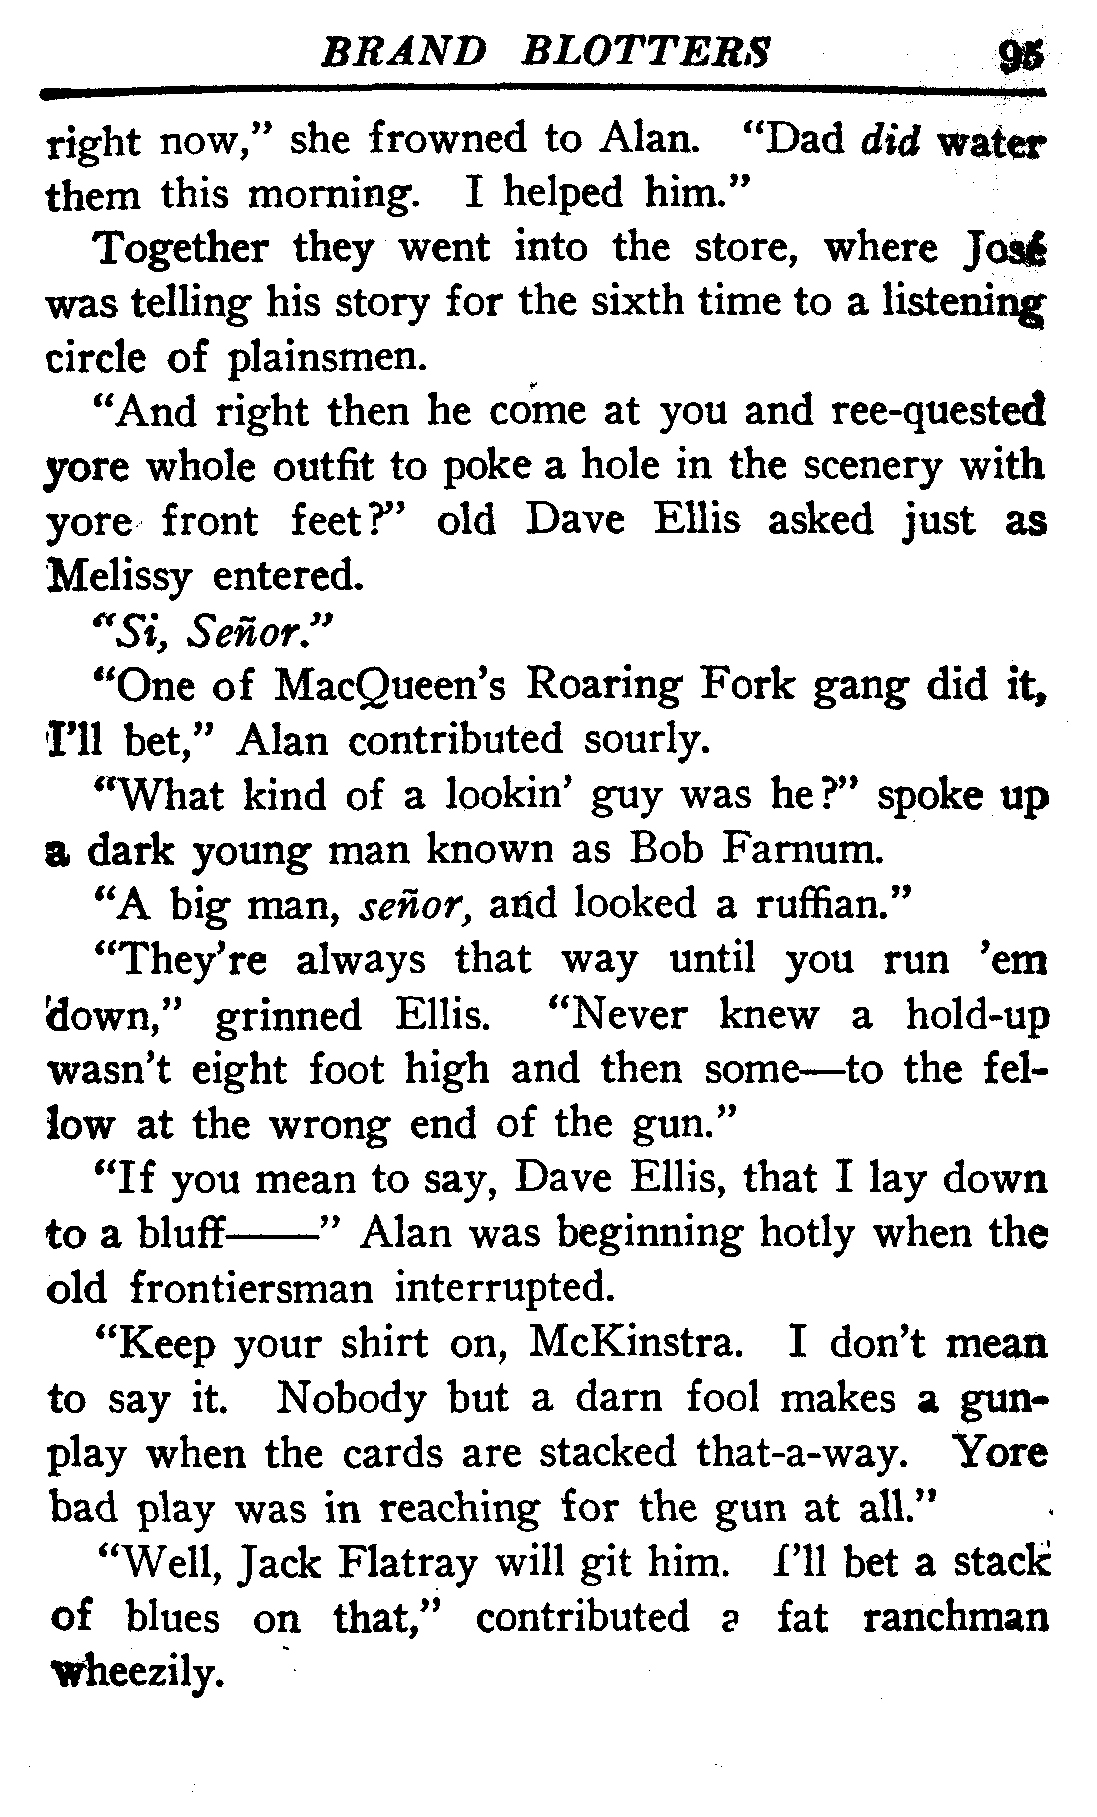 BRAND BLOTTERS 95
right now,” she frowned to Alan. “Dad did water
them this morning. I helped him.”
Together they went into the store, where José
was telling his story for the sixth time to a listening
circle of plainsmen.
“And right then he come at you and ree-quested
yore whole outfit to poke a hole in the scenery with
yore front feet?” old Dave Ellis asked just as
Melissy entered.
“Si, Señor.”
“One of MacQueen’s Roaring Fork gang did it,
I’ll bet,” Alan contributed sourly.
“What kind of a lookin’ guy was he?” spoke up
a dark young man known as Bob Farnum.
“A big man, señor, and looked a ruffian.”
“They’re always that way until you run ’em
down,” grinned Ellis. “Never knew a hold-up
wasn’t eight foot high and then some—to the fel-
low at the wrong end of the gun.”
“If you mean to say, Dave Ellis, that I lay down
to a bluff——” Alan was beginning hotly when the
old frontiersman interrupted.
“Keep your shirt on, McKinstra. I don’t mean
to say it. Nobody but a darn fool makes a gun-
play when the cards are stacked that-a-way. Yore
bad play was in reaching for the gun at all.”
“Well, Jack Flatray will git him. I’ll bet a stack
of blues on that,” contributed a fat ranchman
wheezily.